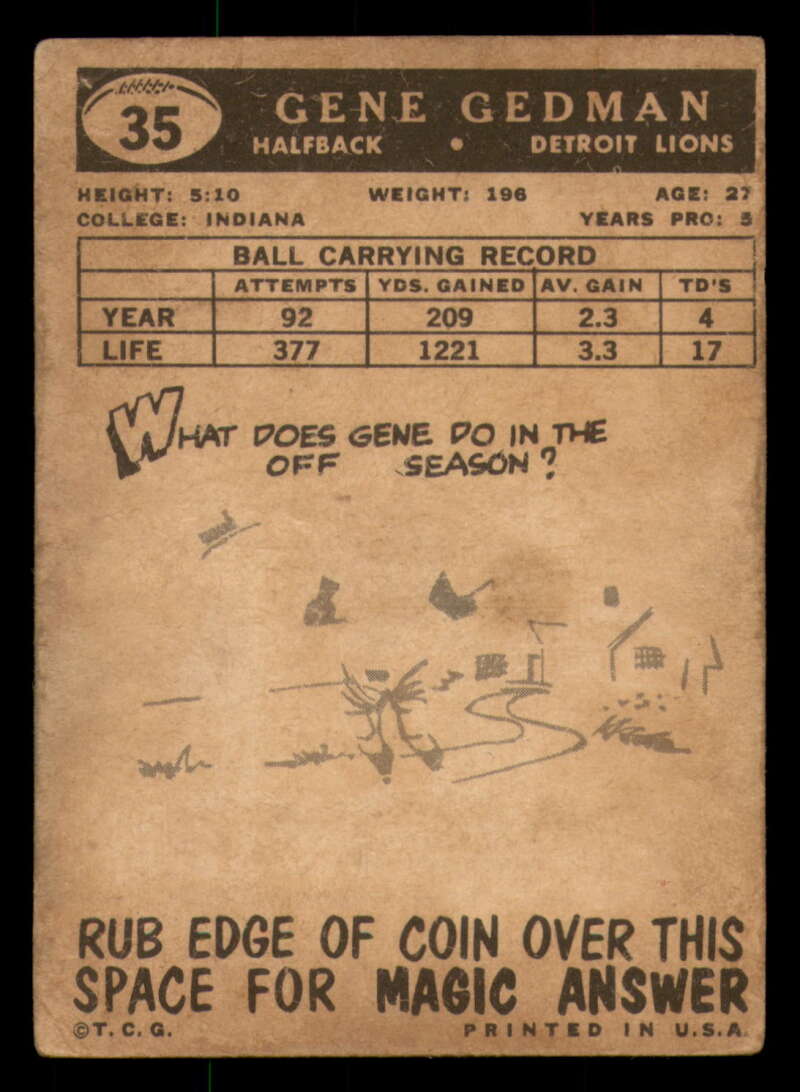 35
GENE GEDMAN
HALFBACK • DETROIT LIONS
HEIGHT: 5:10 WEIGHT: 196 AGE: 27
COLLEGE: INDIANA YEARS PRO: 5
BALL CARRYING RECORD
ATTEMPTS YDS. GAINED AV. GAIN TD'S
YEAR 92 209 2.3 4
LIFE 377 1221 3.3 17
WHAT DOES GENE DO IN THE
OFF SEASON?
RUB EDGE OF COIN OVER THIS
SPACE FOR MAGIC ANSWER
©T. C. G. PRINTED IN U.S.A.